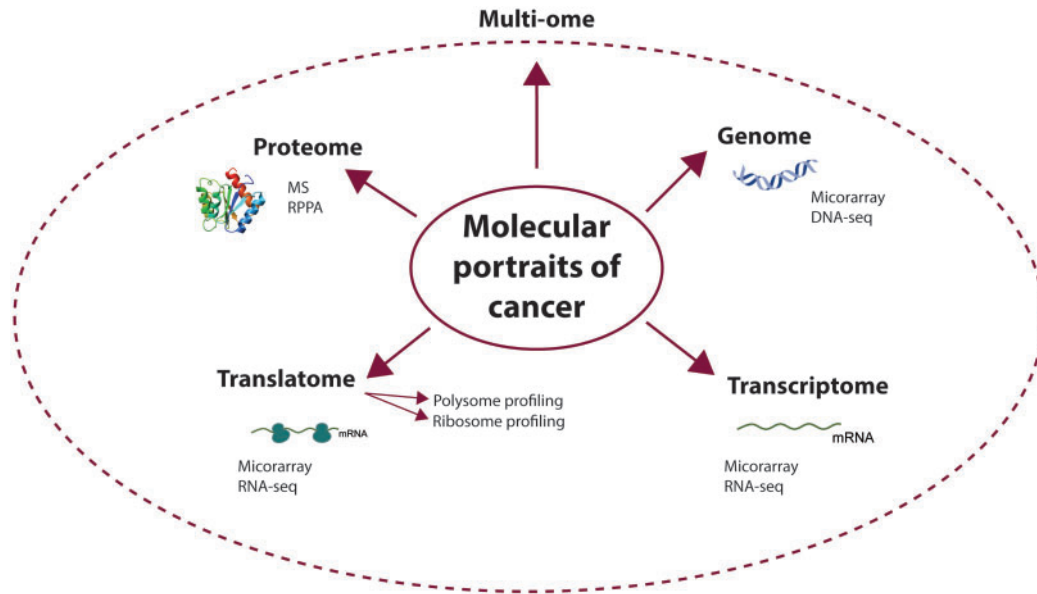 Multi-ome
Proteome
MS
RPPA
Genome
Micorarray
DNA-seq
Molecular
portraits of
cancer
Translatome
Polysome profiling
Ribosome profiling
mRNA
Micorarray
RNA-seq
Transcriptome
mRNA
Micorarray
RNA-seq